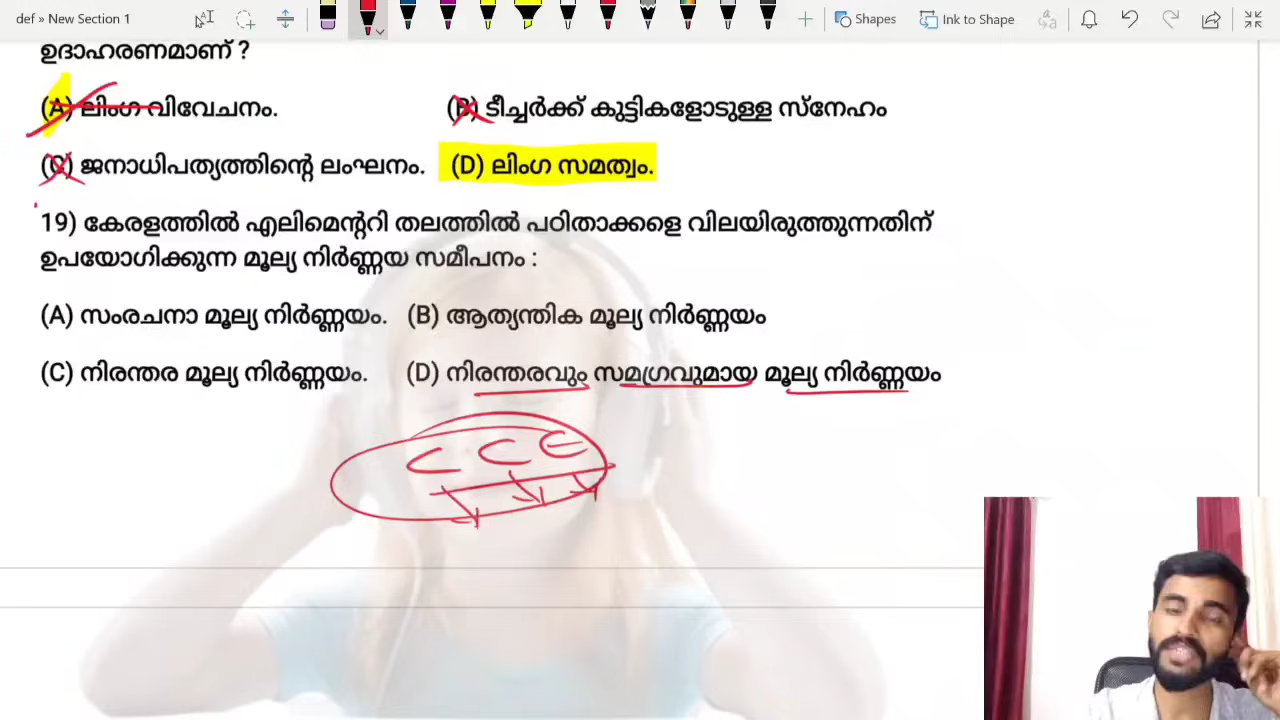 def » New Section 1
Shapes
Ink to Shape
ഉദാഹരണമാണ് ?
(A) ലിംഗ വിവേചനം. (B) ടീച്ചർക്ക് കുട്ടികളോടുള്ള സ്നേഹം
(C) ജനാധിപത്യത്തിന്റെ ലംഘനം. (D) ലിംഗ സമത്വം.
19) കേരളത്തിൽ എലിമെന്ററി തലത്തിൽ പഠിതാക്കളെ വിലയിരുത്തുന്നതിന്
ഉപയോഗിക്കുന്ന മൂല്യ നിർണ്ണയ സമീപനം :
(A) സംരചനാ മൂല്യ നിർണ്ണയം. (B) ആത്യന്തിക മൂല്യ നിർണ്ണയം
(C) നിരന്തര മൂല്യ നിർണ്ണയം. (D) നിരന്തരവും സമഗ്രവുമായ മൂല്യ നിർണ്ണയം
C C E